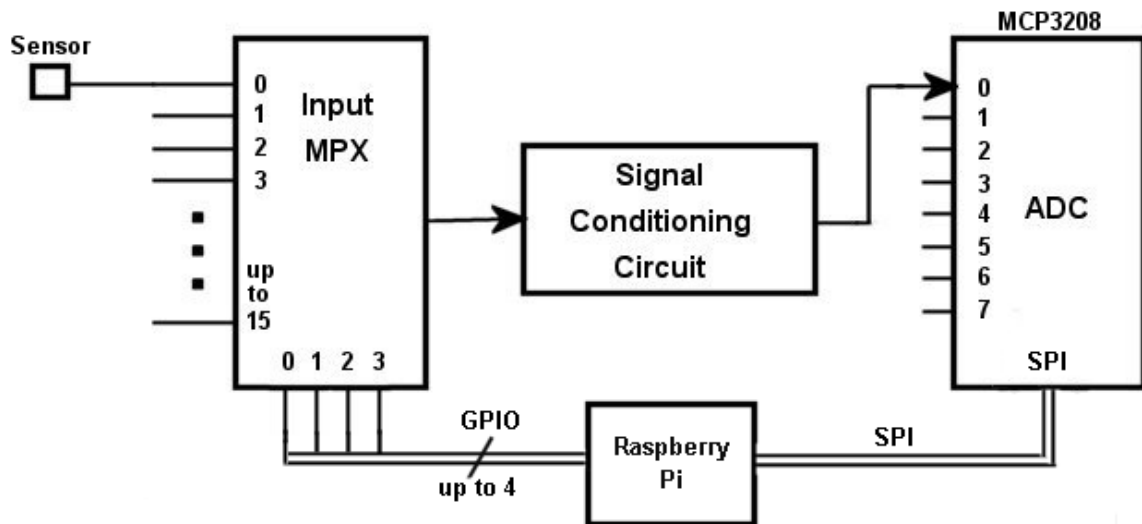 MCP3208
Sensor
0
1
2
3
up
to
15
Input
MPX
0 1 2 3
Signal
Conditioning
Circuit
0
1
2
3
4
5
6
7
ADC
SPI
GPIO
up to 4
Raspberry
Pi
SPI